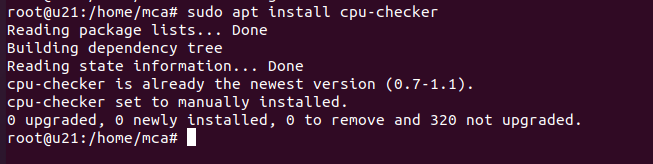 root@u21:/home/mca# sudo apt install cpu-checker
Reading package lists... Done
Building dependency tree
Reading state information... Done
cpu-checker is already the newest version (0.7-1.1).
cpu-checker set to manually installed.
0 upgraded, 0 newly installed, 0 to remove and 320 not upgraded.
root@u21:/home/mca#